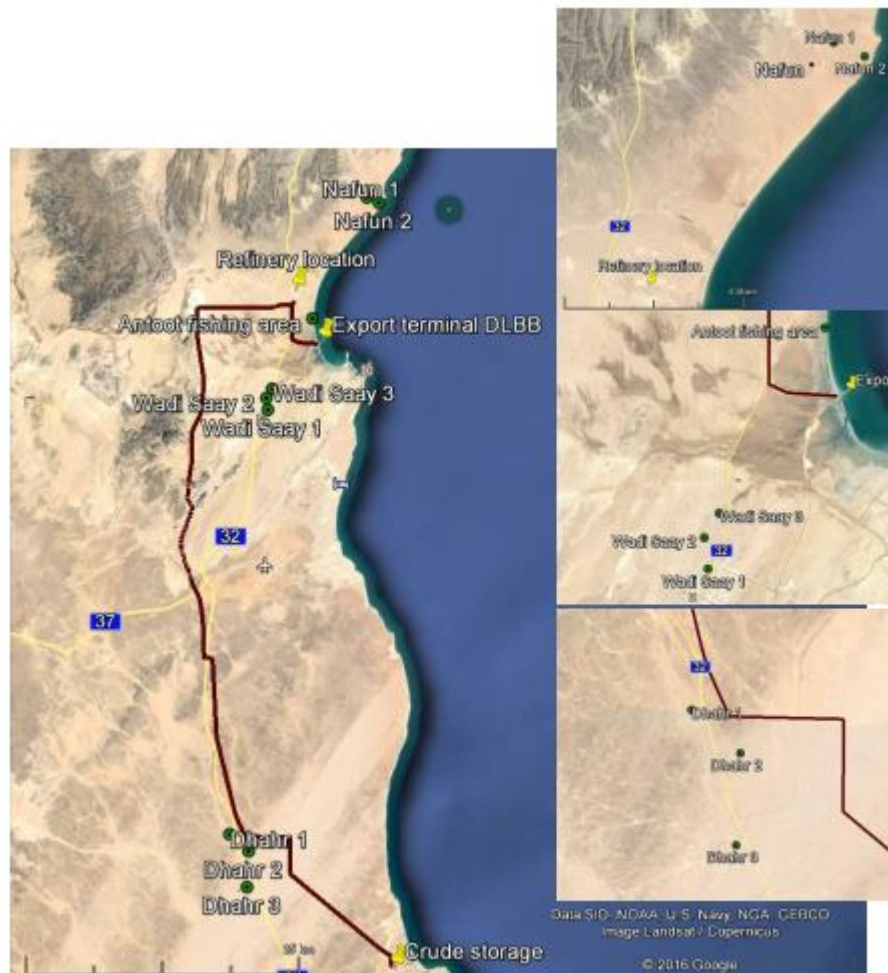 Nafun 1
Nafun 2
Refinery location
Antoot fishing area
Export terminal DLBB
Wadi Saay 3
Wadi Saay 2
Wadi Saay 1
32
37
Dhahr 1
Dhahr 2
Dhahr 3
25 km
Crude storage
Nafun 1
Nafun
Nafun 2
32
Refinery location
Antoot fishing area
Expo
Wadi Saay 3
Wadi Saay 2
32
Wadi Saay 1
32
Dhahr 1
Dhahr 2
Dhahr 3
Data SIO, NOAA, U.S. Navy, NGA, GEBCO
Image Landsat / Copernicus
© 2016 Google